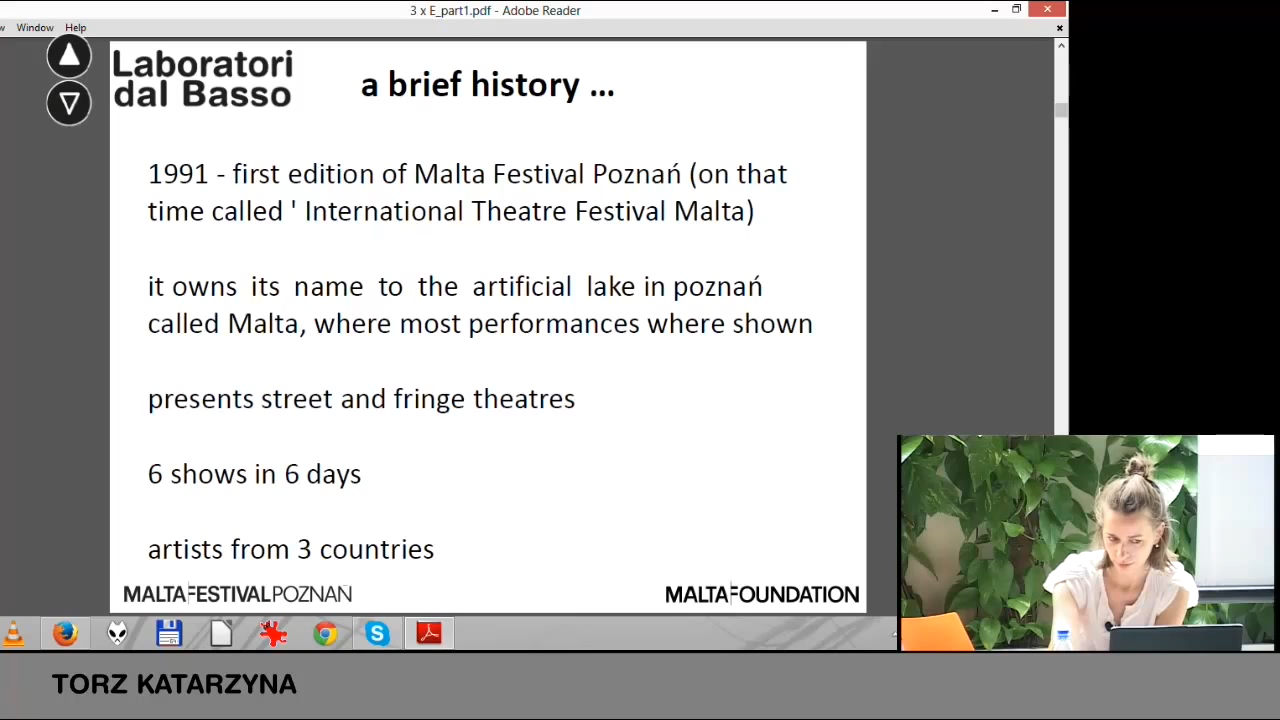 3 x E_part1.pdf - Adobe Reader
Window Help
Laboratori
dal Basso
a brief history ...
1991 - first edition of Malta Festival Poznań (on that
time called ' International Theatre Festival Malta)
it owns its name to the artificial lake in poznań
called Malta, where most performances where shown
presents street and fringe theatres
6 shows in 6 days
artists from 3 countries
MALTAFESTIVALPOZNAŃ
MALTAFOUNDATION
TORZ KATARZYNA